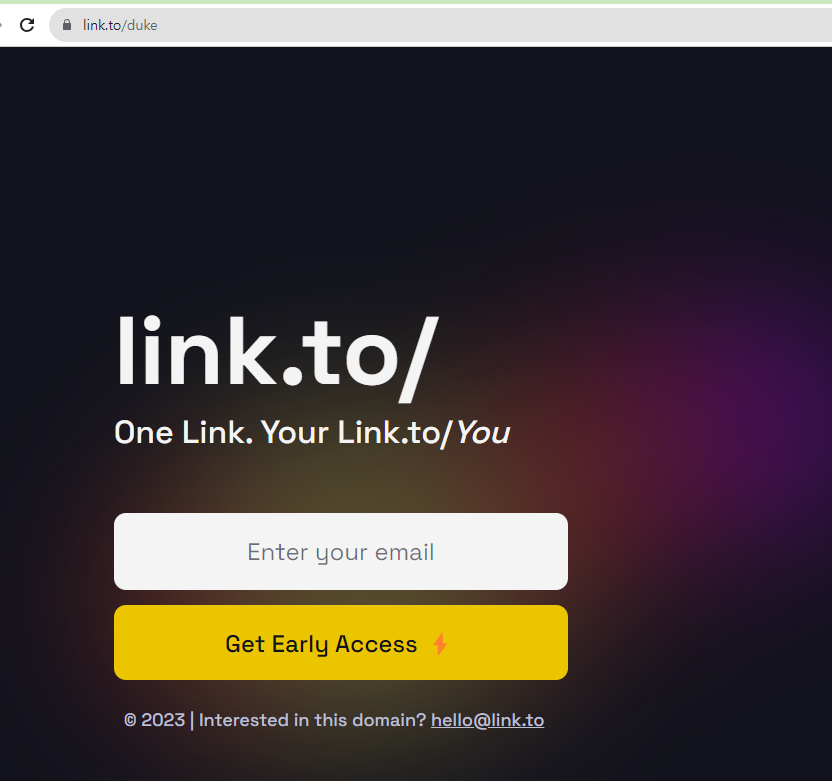 link.to/duke
link.to/
One Link. Your Link.to/You
Enter your email
Get Early Access
© 2023 | Interested in this domain? hello@link.to